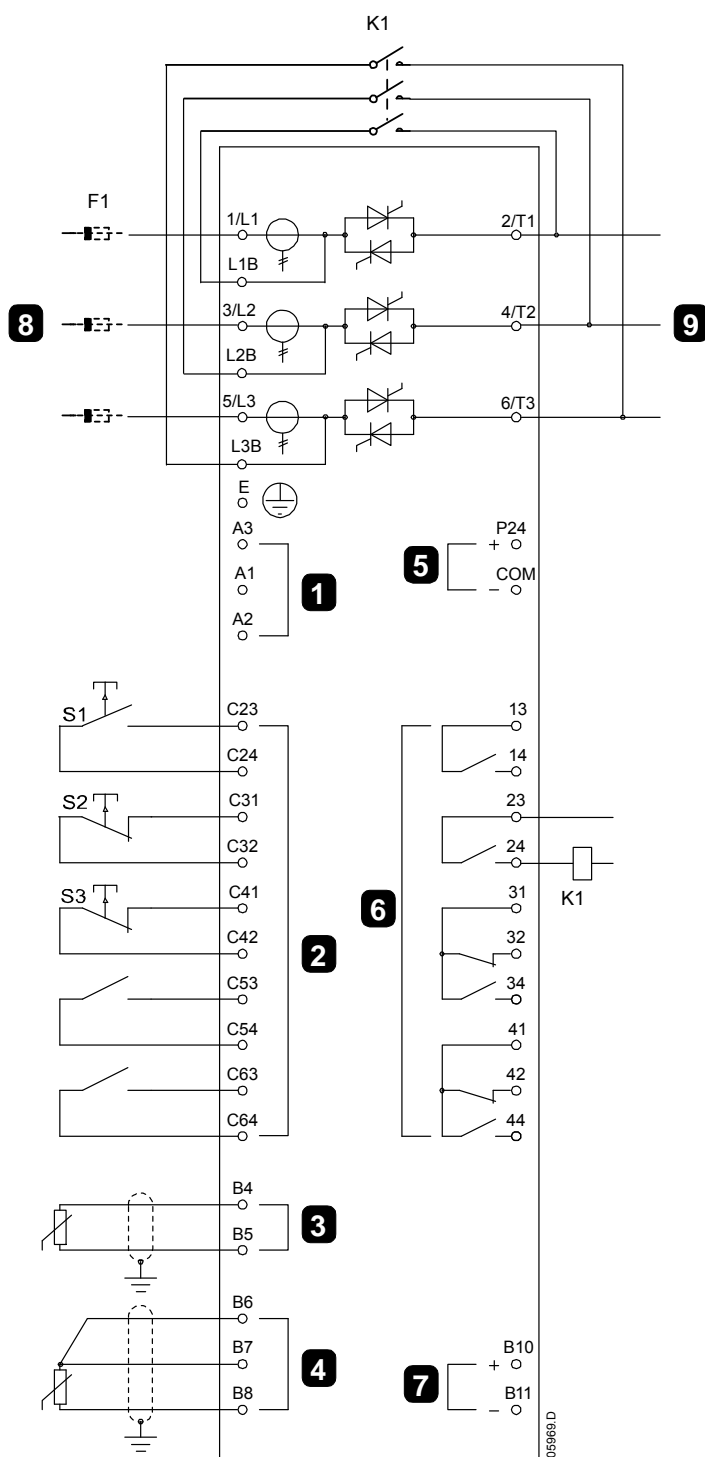 K1
F1
1/L1
2/T1
L1B
8
3/L2
4/T2
9
L2B
5/L3
6/T3
L3B
E
A3
P24
+
5
1
A1
COM
−
A2
S1
C23
13
C24
14
S2
C31
23
C32
24
S3
C41
6
K1
31
C42
2
32
C53
34
C54
41
C63
42
C64
44
B4
3
B5
B6
B7
4
B8
7
+
B10
−
B11
05969.D